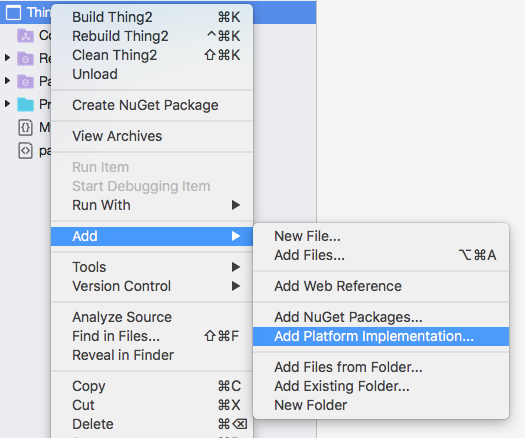 Thin
Build Thing2 ⌘K
Rebuild Thing2 ^⌘K
Clean Thing2 ⇧⌘K
Unload
Create NuGet Package
View Archives
Run Item
Start Debugging Item
Run With
Add
Tools
Version Control
Analyze Source
Find in Files... ⇧⌘F
Reveal in Finder
Copy ⌘C
Cut ⌘X
Delete ⌘⌫
Co
Re
Pa
Pr
M
pa
New File...
Add Files... ⌥⌘A
Add Web Reference
Add NuGet Packages...
Add Platform Implementation...
Add Files from Folder...
Add Existing Folder...
New Folder